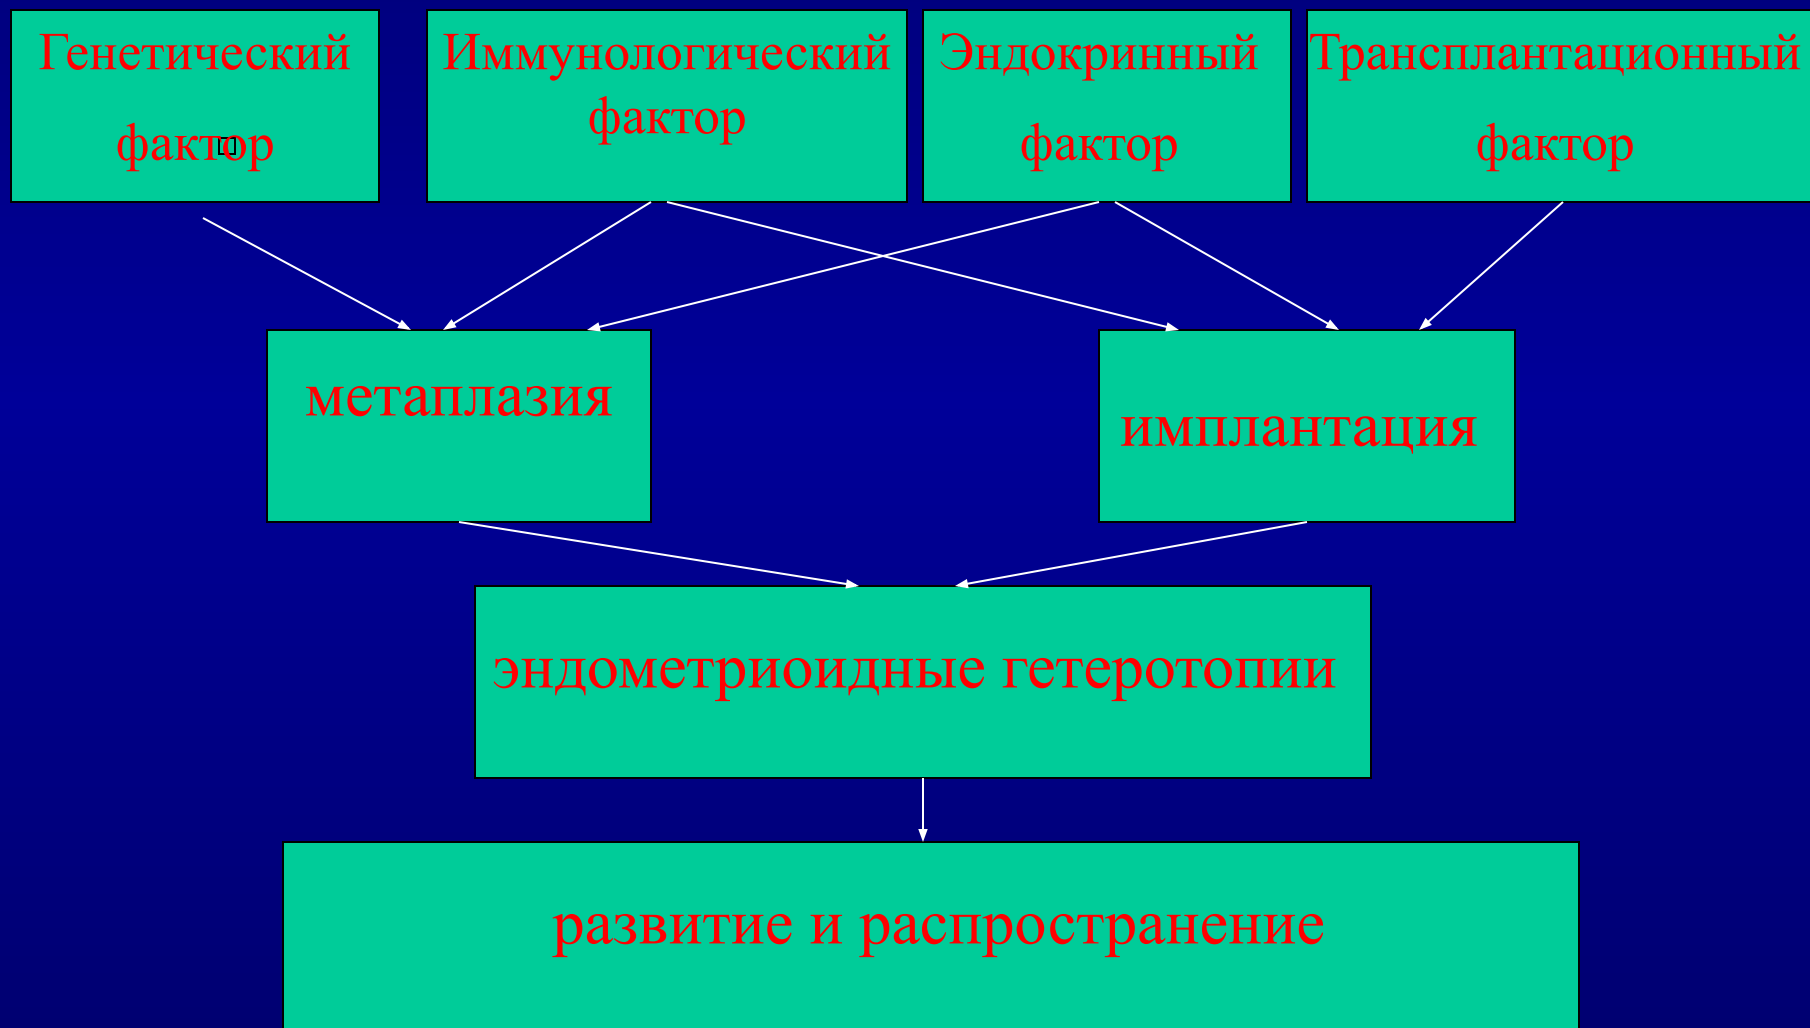 Генетический
фактор
Иммунологический
фактор
Эндокринный
фактор
Трансплантационный
фактор
метаплазия
имплантация
эндометриоидные гетеротопии
развитие и распространение